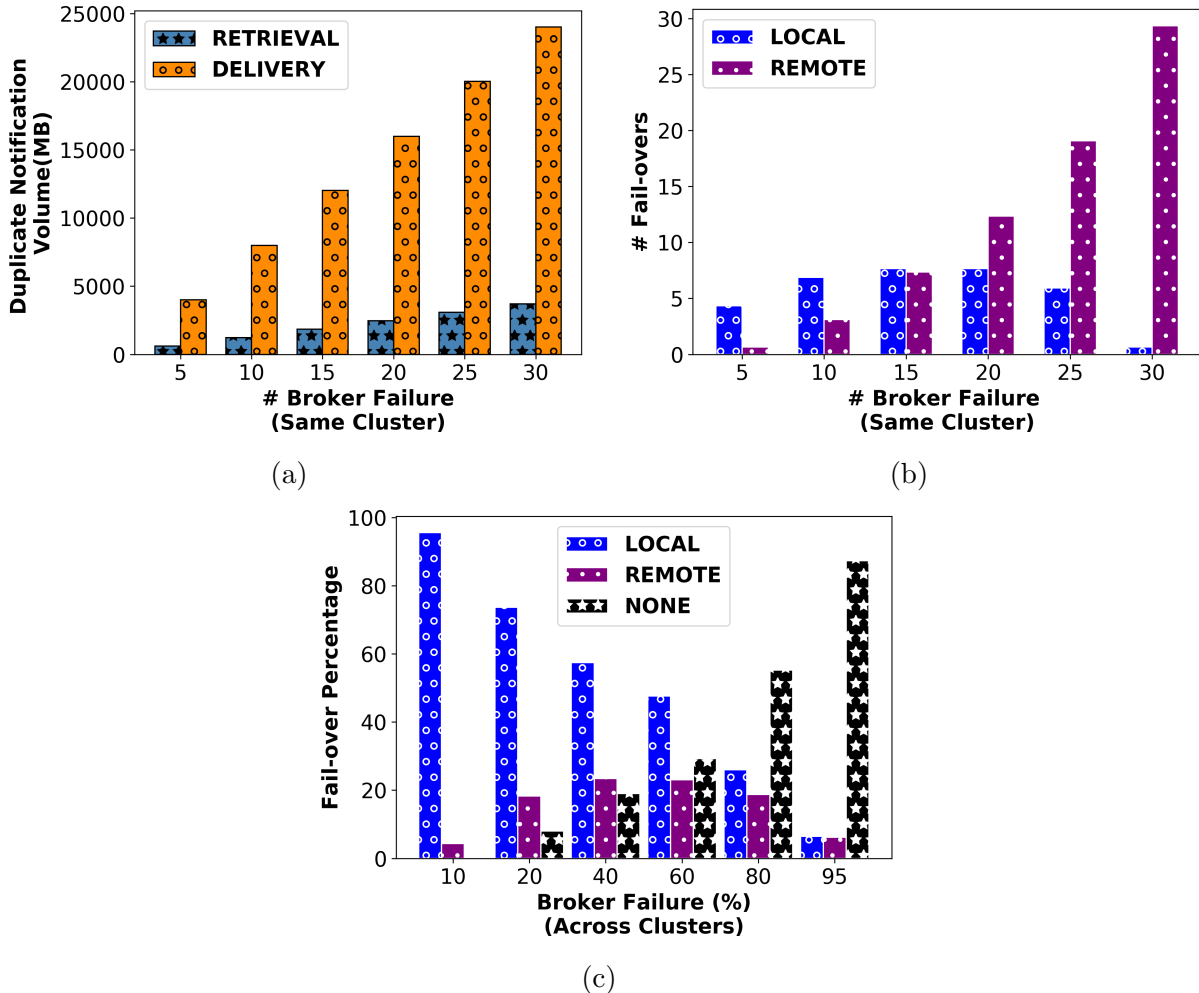 25000
20000
15000
10000
5000
0
Duplicate Notification
Volume(MB)
RETRIEVAL
DELIVERY
5 10 15 20 25 30
# Broker Failure
(Same Cluster)
(a)
30
25
20
15
10
5
0
# Fail-overs
LOCAL
REMOTE
5 10 15 20 25 30
# Broker Failure
(Same Cluster)
(b)
100
80
60
40
20
0
Fail-over Percentage
LOCAL
REMOTE
NONE
10 20 40 60 80 95
Broker Failure (%)
(Across Clusters)
(c)